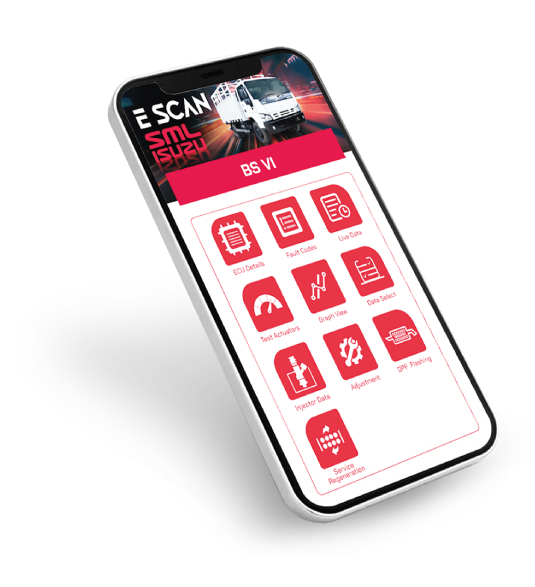 E SCAN
SML
ISUZU
BS VI
ECU Details
Fault Codes
Live Data
Test Actuators
Graph View
Data Select
Injector Data
Adjustment
DPF Flashing
Service
Regeneration